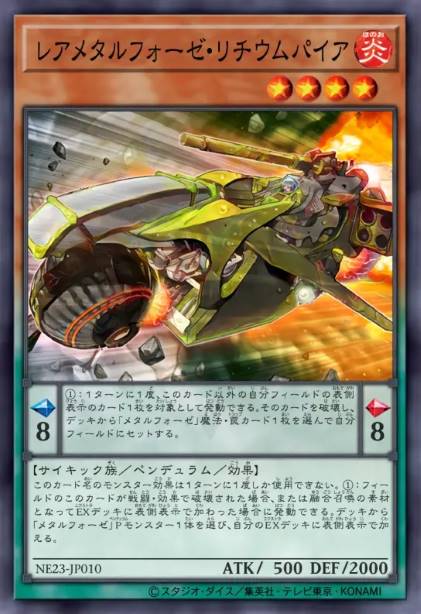 レアメタルフォーゼ・リチウムパイア
炎
ほのお
①:1ターンに1度、このカード以外の自分フィールドの表側
表示のカード1枚を対象として発動できる。そのカードを破壊し、
デッキから「メタルフォーゼ」魔法・罠カード1枚を選んで自分
フィールドにセットする。
8
8
【サイキック族/ペンデュラム/効果】
このカード名のモンスター効果は1ターンに1度しか使用できない。①:フィー
ルドのこのカードが戦闘・効果で破壊された場合、または融合召喚の素材
となってEXデッキに表側表示で加わった場合に発動できる。デッキから
「メタルフォーゼ」Pモンスター1体を選び、自分のEXデッキに表側表示で加
える。
NE23-JP010
ATK/ 500 DEF/2000
©スタジオ・ダイス/集英社・テレビ東京・KONAMI